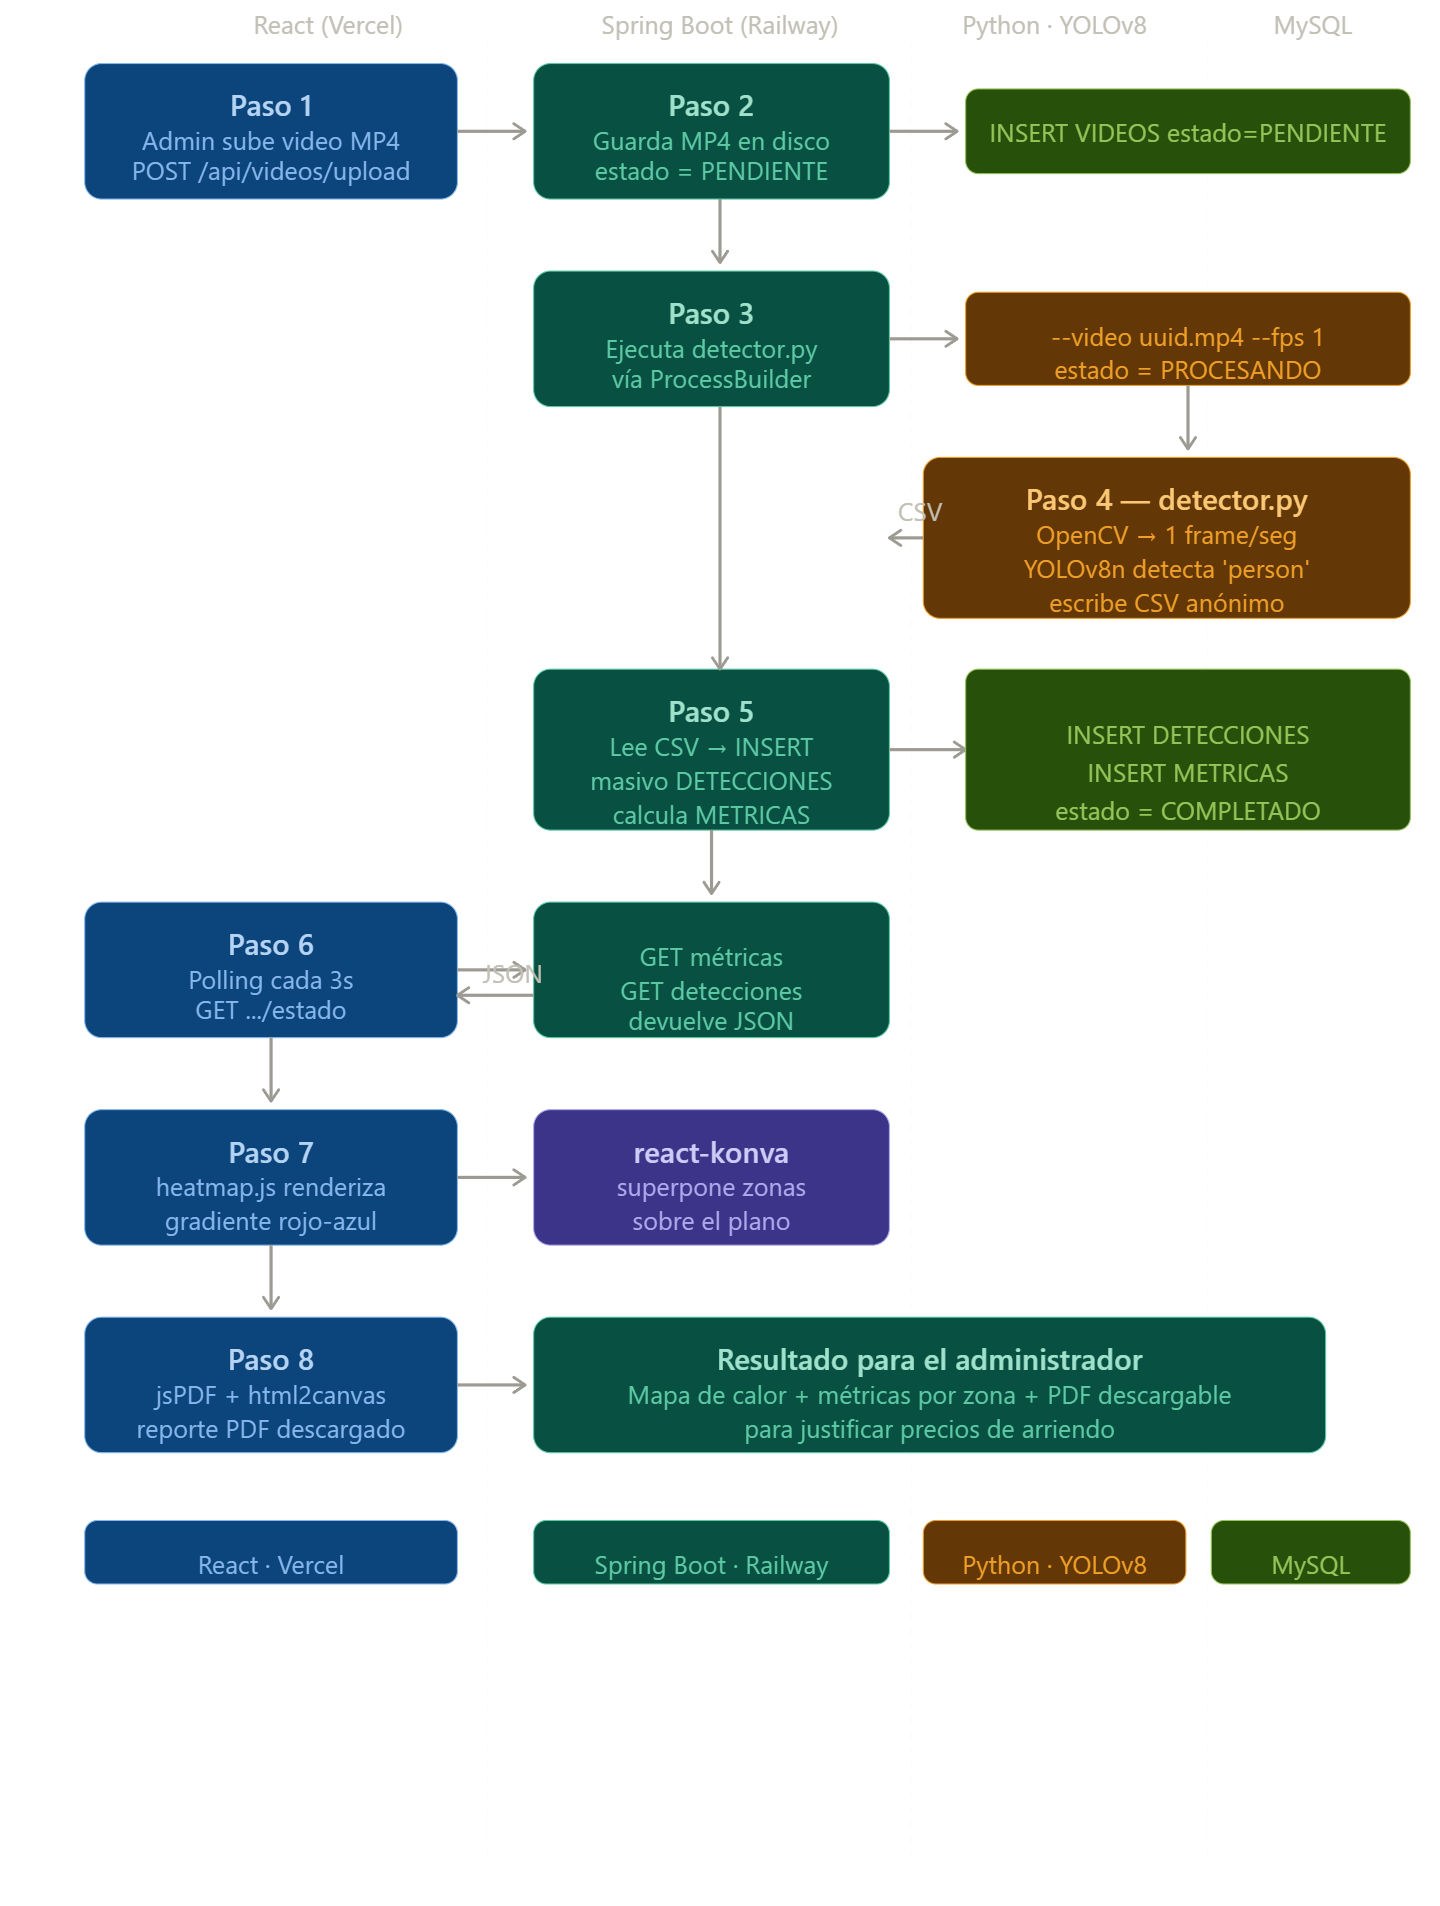 React (Vercel)
Spring Boot (Railway)
Python · YOLOv8
MySQL
Paso 1
Admin sube video MP4
POST /api/videos/upload
Paso 2
Guarda MP4 en disco
estado = PENDIENTE
INSERT VIDEOS estado=PENDIENTE
Paso 3
Ejecuta detector.py
vía ProcessBuilder
--video uuid.mp4 --fps 1
estado = PROCESANDO
CSV
Paso 4 — detector.py
OpenCV → 1 frame/seg
YOLOv8n detecta 'person'
escribe CSV anónimo
Paso 5
Lee CSV → INSERT
masivo DETECCIONES
calcula METRICAS
INSERT DETECCIONES
INSERT METRICAS
estado = COMPLETADO
Paso 6
Polling cada 3s
GET .../estado
JSON
GET métricas
GET detecciones
devuelve JSON
Paso 7
heatmap.js renderiza
gradiente rojo-azul
react-konva
superpone zonas
sobre el plano
Paso 8
jsPDF + html2canvas
reporte PDF descargado
Resultado para el administrador
Mapa de calor + métricas por zona + PDF descargable
para justificar precios de arriendo
React · Vercel
Spring Boot · Railway
Python · YOLOv8
MySQL